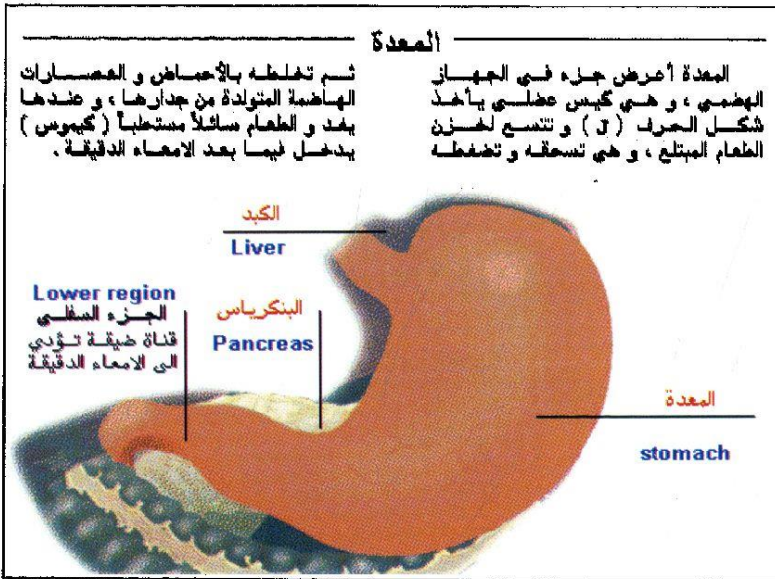 المعدة
المعدة أعرض جزء في الجهاز
الهضمي ، و هي كيس عضلي يأخذ
شكل الحرف ( ل ) و تتسع لخزن
الطعام المبتلع ، و هي تسحقه و تضغطه
ثم تخلطه بالأحماض و العصارات
الهاضمة المتولدة من جدارها ، و عندها
يغد و الطعام سائلاً مستحلباً ( كيموس )
يدخل فيما بعد الامعاء الدقيقة .
الكبد
Liver
Lower region
الجزء السفلي
قناة ضيقة تؤدي
الى الامعاء الدقيقة
البنكرياس
Pancreas
المعدة
stomach